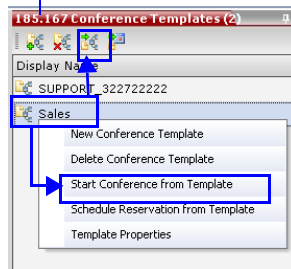 185.167 Conference Templates (2)
Display Name
SUPPORT_322722222
Sales
New Conference Template
Delete Conference Template
Start Conference from Template
Schedule Reservation from Template
Template Properties